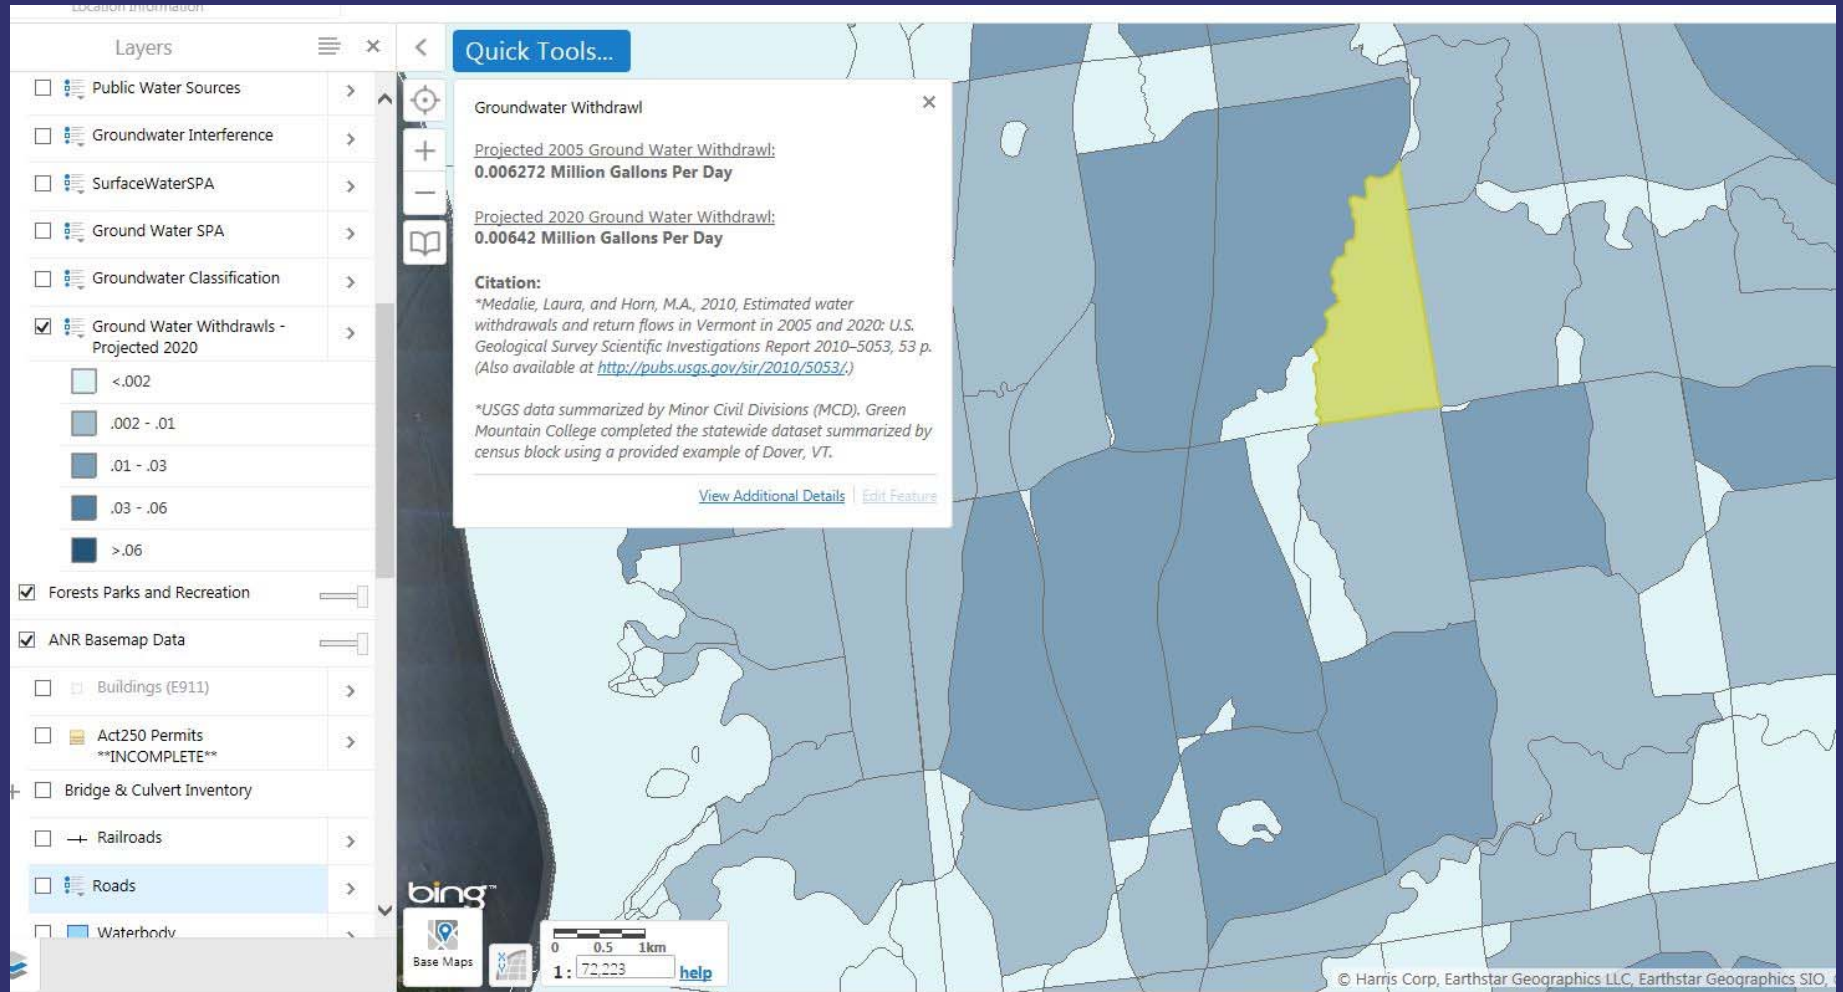 Location Information
Layers
Public Water Sources
Groundwater Interference
SurfaceWaterSPA
Ground Water SPA
Groundwater Classification
Ground Water Withdrawls -
Projected 2020
<.002
.002 - .01
.01 - .03
.03 - .06
>.06
Forests Parks and Recreation
ANR Basemap Data
Buildings (E911)
Act250 Permits
**INCOMPLETE**
Bridge & Culvert Inventory
Railroads
Roads
Waterbody
Quick Tools...
Groundwater Withdrawl
Projected 2005 Ground Water Withdrawl:
0.006272 Million Gallons Per Day
Projected 2020 Ground Water Withdrawl:
0.00642 Million Gallons Per Day
Citation:
*Medalie, Laura, and Horn, M.A., 2010, Estimated water
withdrawals and return flows in Vermont in 2005 and 2020: U.S.
Geological Survey Scientific Investigations Report 2010–5053, 53 p.
(Also available at http://pubs.usgs.gov/sir/2010/5053/.)
*USGS data summarized by Minor Civil Divisions (MCD). Green
Mountain College completed the statewide dataset summarized by
census block using a provided example of Dover, VT.
View Additional Details | Edit Feature
bing™
Base Maps
0 0.5 1km
1: 72,223 help
© Harris Corp, Earthstar Geographics LLC, Earthstar Geographics SIO,